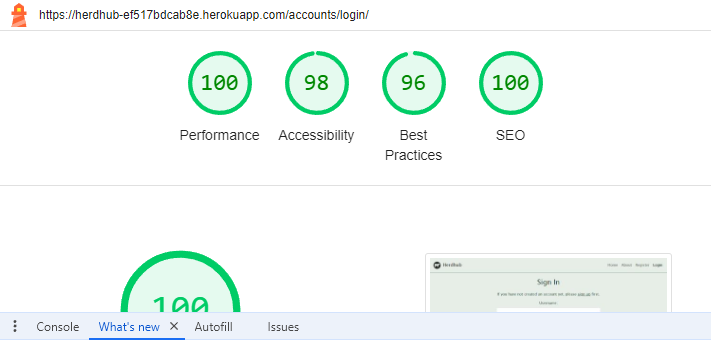 https://herdhub-ef517bdcab8e.herokuapp.com/accounts/login/
100 98 96 100
Performance Accessibility Best Practices SEO
100
Herdhub Home About Register Login
Sign In
If you have not created an account yet, please sign up first.
Username:
Console What's new Autofill Issues